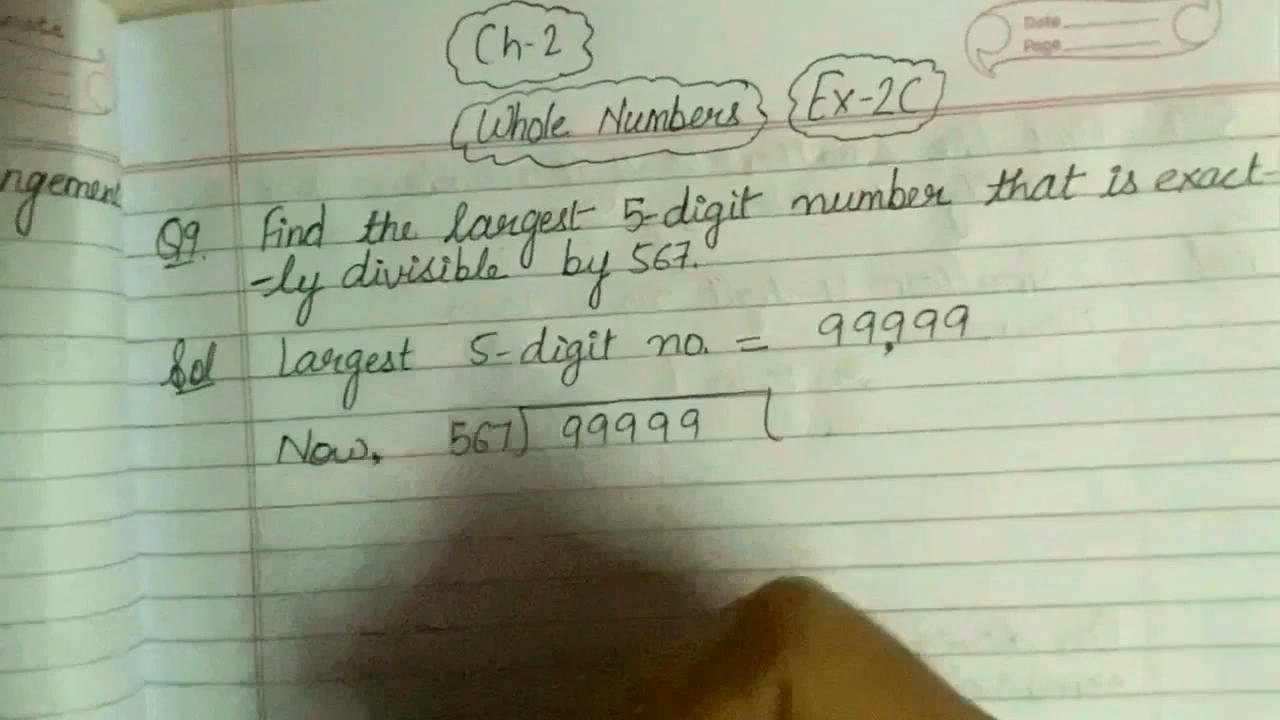 Date
Page
Ch-2
Whole Numbers
Ex-2C
ngement
Q9. Find the largest 5-digit number that is exact-
-ly divisible by 567.
Sol Largest 5-digit no. = 99,999
Now, 567) 99999 (